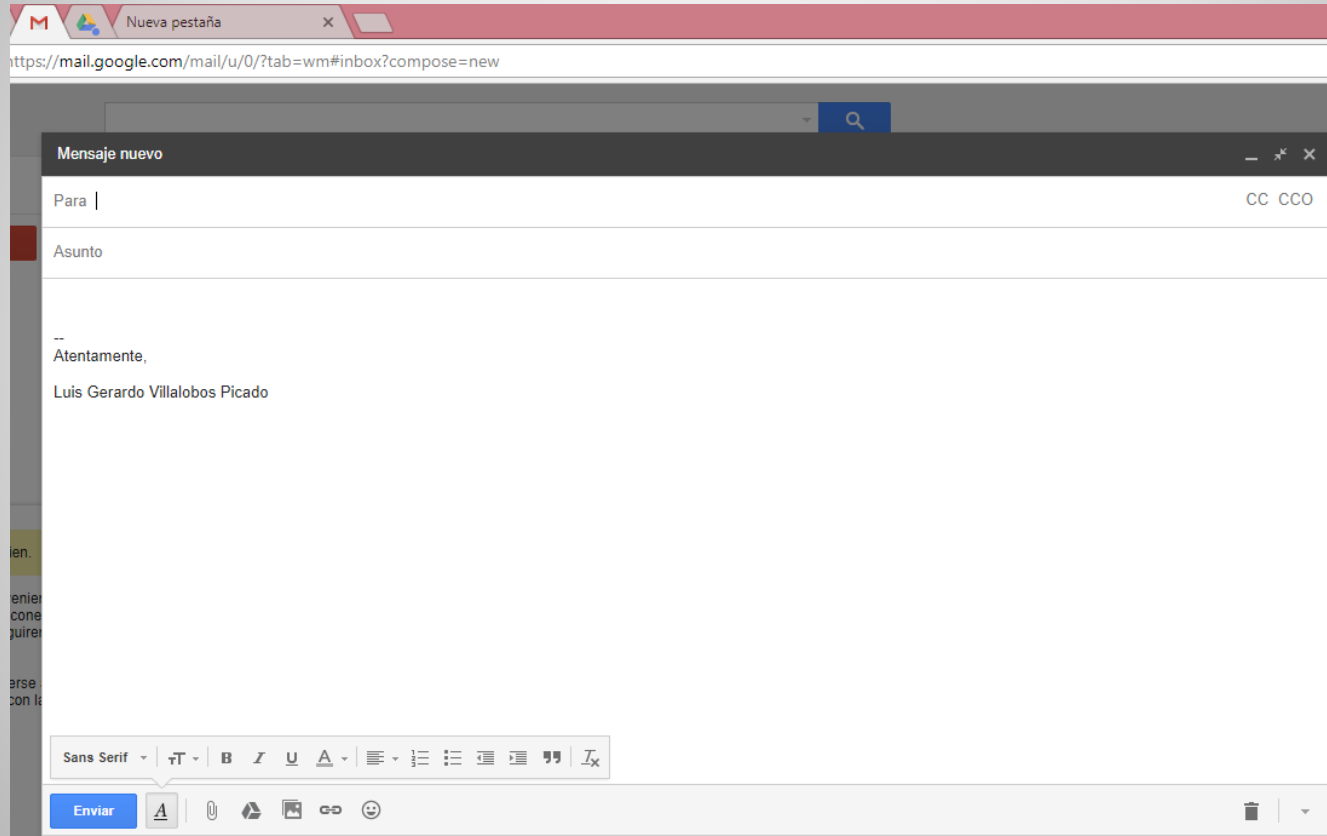 Nueva pestaña
https://mail.google.com/mail/u/0/?tab=wm#inbox?compose=new
Mensaje nuevo
Para
CC CCO
Asunto
--
Atentamente,
Luis Gerardo Villalobos Picado
Sans Serif
Enviar